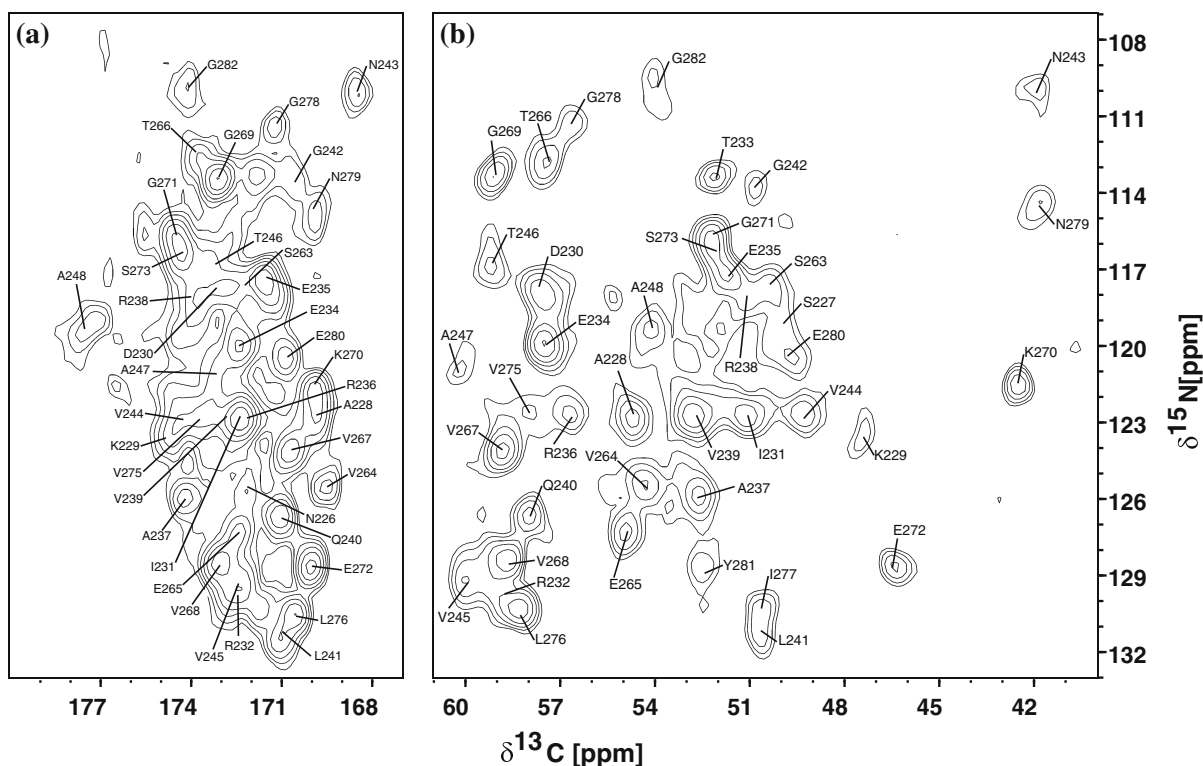 (a)
G282
N243
G278
T266
G269
G242
N279
G271
T246
S263
S273
A248
R238
E235
E234
D230
E280
A247
K270
R236
V244
A228
K229
V267
V275
V239
V264
N226
A237
Q240
I231
E272
E265
V268
L276
V245
R232
L241
177
174
171
168
(b)
G282
N243
G278
T266
G269
T233
G242
N279
G271
T246
S273
D230
E235
S263
A248
S227
E234
E280
A247
V275
A228
R238
K270
V244
V267
R236
V264
V239
I231
K229
A237
Q240
E272
V268
E265
Y281
R232
I277
V245
L276
L241
60
57
54
51
48
45
42
108
111
114
117
120
123
126
129
132
δ15N[ppm]
δ13C [ppm]